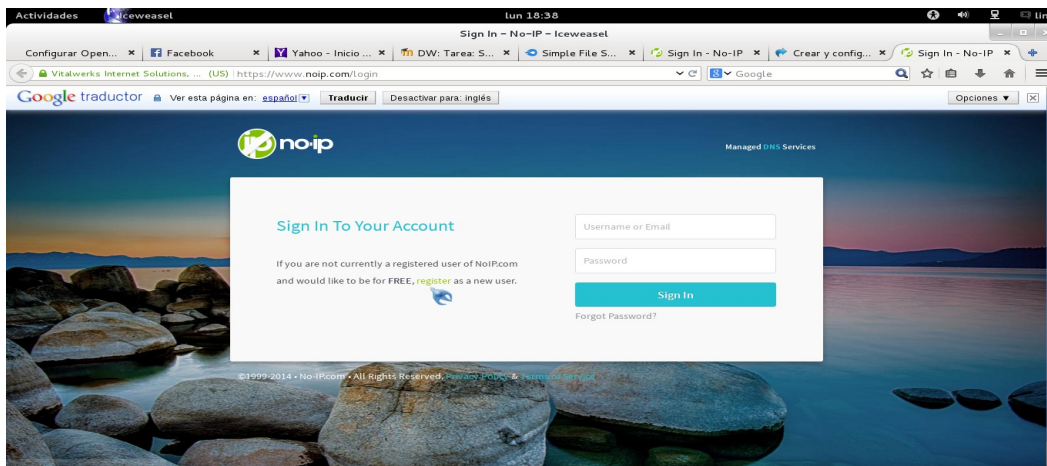 Actividades Iceweasel lun 18:38 lin
Sign In – No-IP – Iceweasel
Configurar Open... Facebook Yahoo - Inicio ... DW: Tarea: S... Simple File S... Sign In - No-IP Crear y config... Sign In - No-IP
Vitalwerks Internet Solutions, ... (US) https://www.noip.com/login Google
Google traductor Ver esta página en: español Traducir Desactivar para: inglés Opciones
no-ip Managed DNS Services
Sign In To Your Account
If you are not currently a registered user of NoIP.com
and would like to be for FREE, register as a new user.
Username or Email
Password
Sign In
Forgot Password?
©1999-2014 • No-IP.com • All Rights Reserved. Privacy Policy & Terms of Service